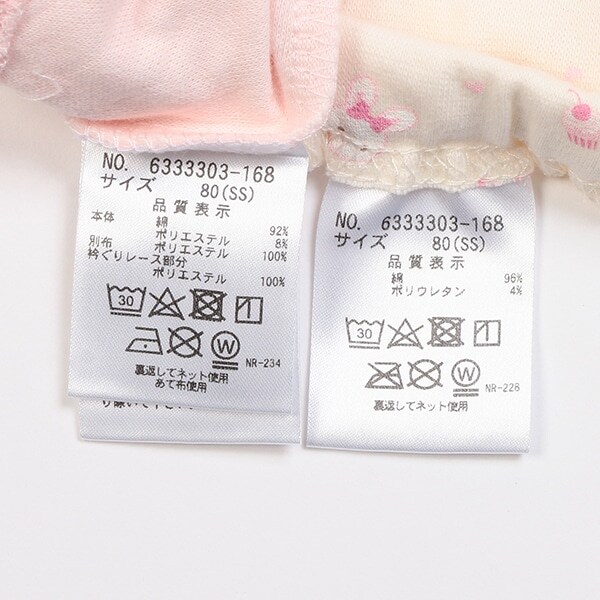 NO. 6333303-168
サイズ 80(SS)
品質表示
本体 綿 92%
ポリエステル 8%
別布 ポリエステル 100%
衿ぐりレース部分
ポリエステル 100%
30
W
NR-234
裏返してネット使用
あて布使用
NO. 6333303-168
サイズ 80(SS)
品質表示
綿 96%
ポリウレタン 4%
30
W
NR-226
裏返してネット使用